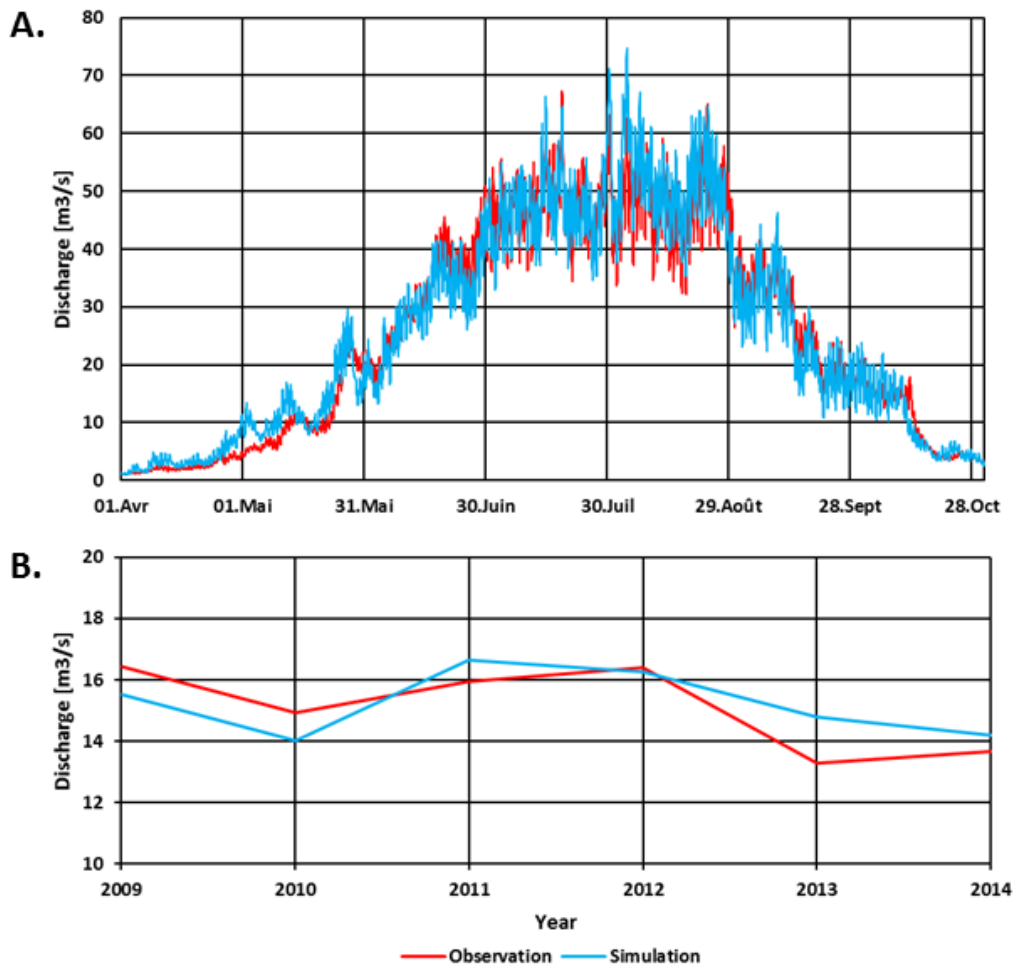 A.
80
70
60
50
40
30
20
10
0
Discharge [m3/s]
01.Avr 01.Mai 31.Mai 30.Juin 30.Juil 29.Août 28.Sept 28.Oct
B.
20
18
16
14
12
10
Discharge [m3/s]
2009 2010 2011 2012 2013 2014
Year
Observation Simulation